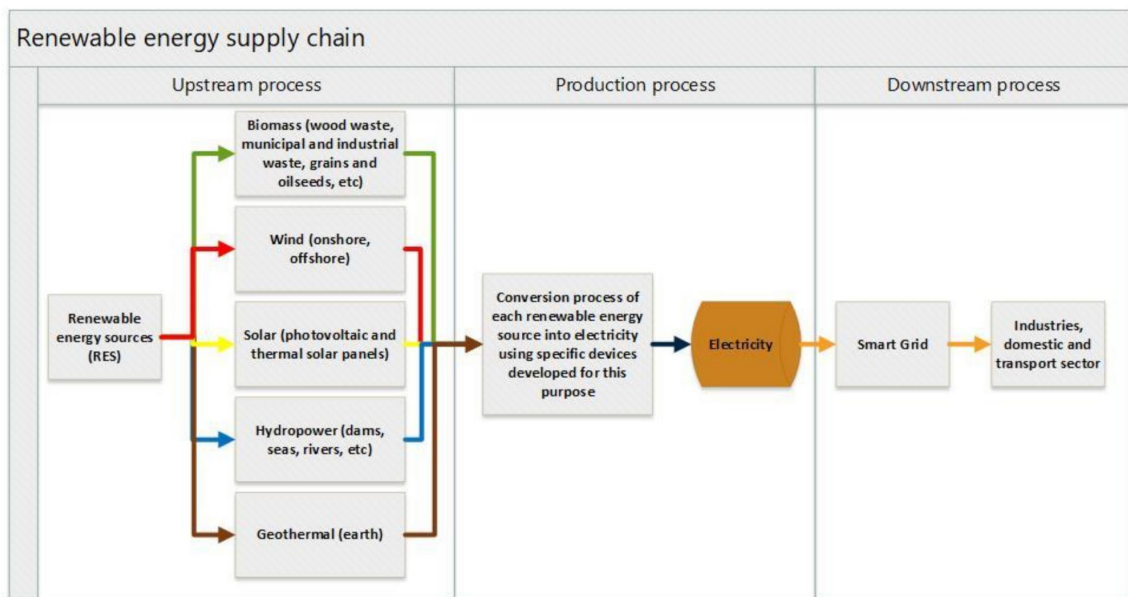 Renewable energy supply chain
Upstream process
Production process
Downstream process
Renewable
energy sources
(RES)
Biomass (wood waste,
municipal and industrial
waste, grains and
oilseeds, etc)
Wind (onshore,
offshore)
Solar (photovoltaic and
thermal solar panels)
Hydropower (dams,
seas, rivers, etc)
Geothermal (earth)
Conversion process of
each renewable energy
source into electricity
using specific devices
developed for this
purpose
Electricity
Smart Grid
Industries,
domestic and
transport sector